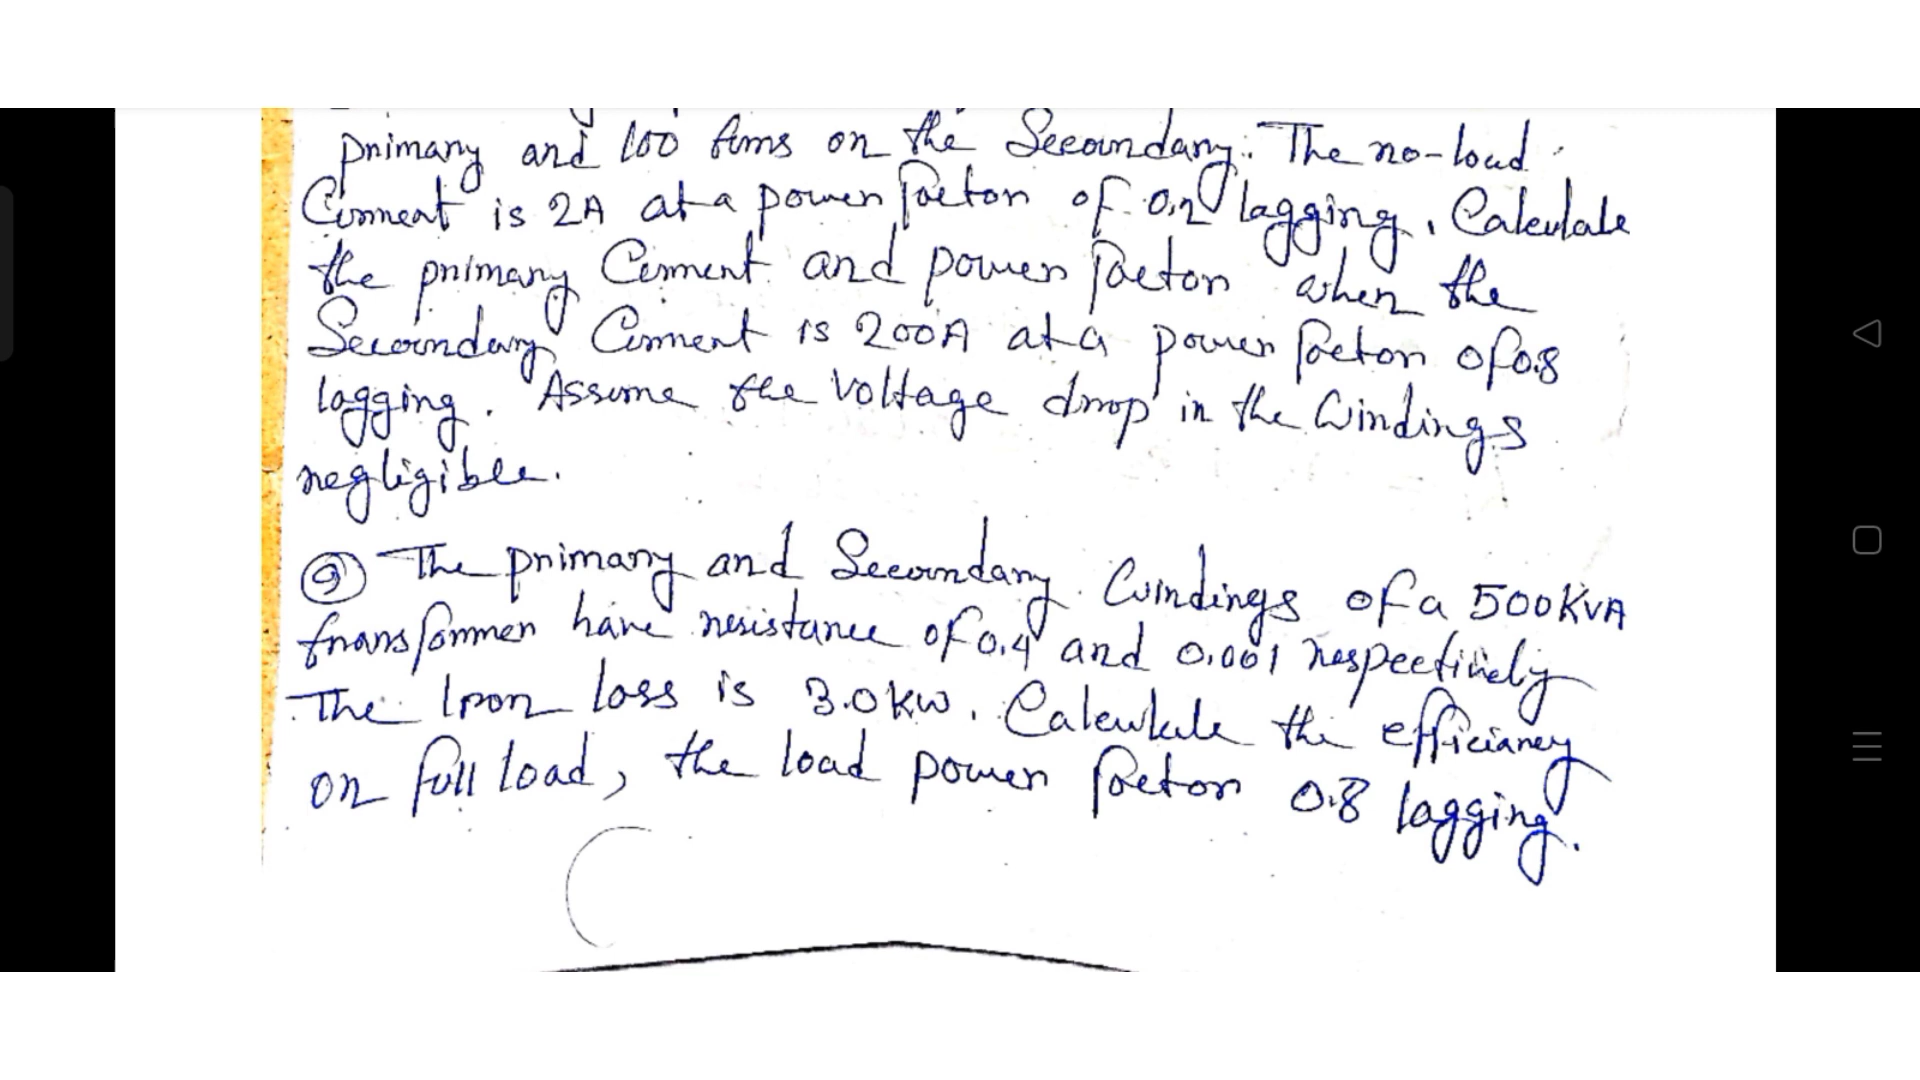 primary and 100 turns on the Secondary. The no-load
Current is 2A at a power factor of 0.2 lagging. Calculate
the primary Current and power factor when the
Secondary Current is 200A at a power factor of 0.8
lagging. Assume the voltage drop in the Windings
negligible.
⑨ The primary and Secondary Windings of a 500KVA
transformer have resistance of 0.4 and 0.001 respectively
The Iron loss is 3.0kw. Calculate the efficiency
on full load, the load power factor 0.8 lagging.